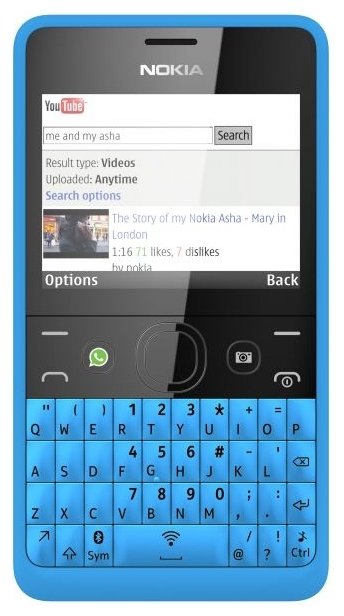 NOKIA
YouTube
me and my asha Search
Result type: Videos
Uploaded: Anytime
Search options
The Story of my Nokia Asha - Mary in
London
1:16 71 likes, 7 dislikes
by nokia
Options Back
" ( ) 1 2 3 * + =
Q W E R T Y U I O P
4 5 6 # - '
A S D F G H J K L
7 8 9 0 ; :
Z X C V B N M , .
/ !
Sym @ ? Ctrl